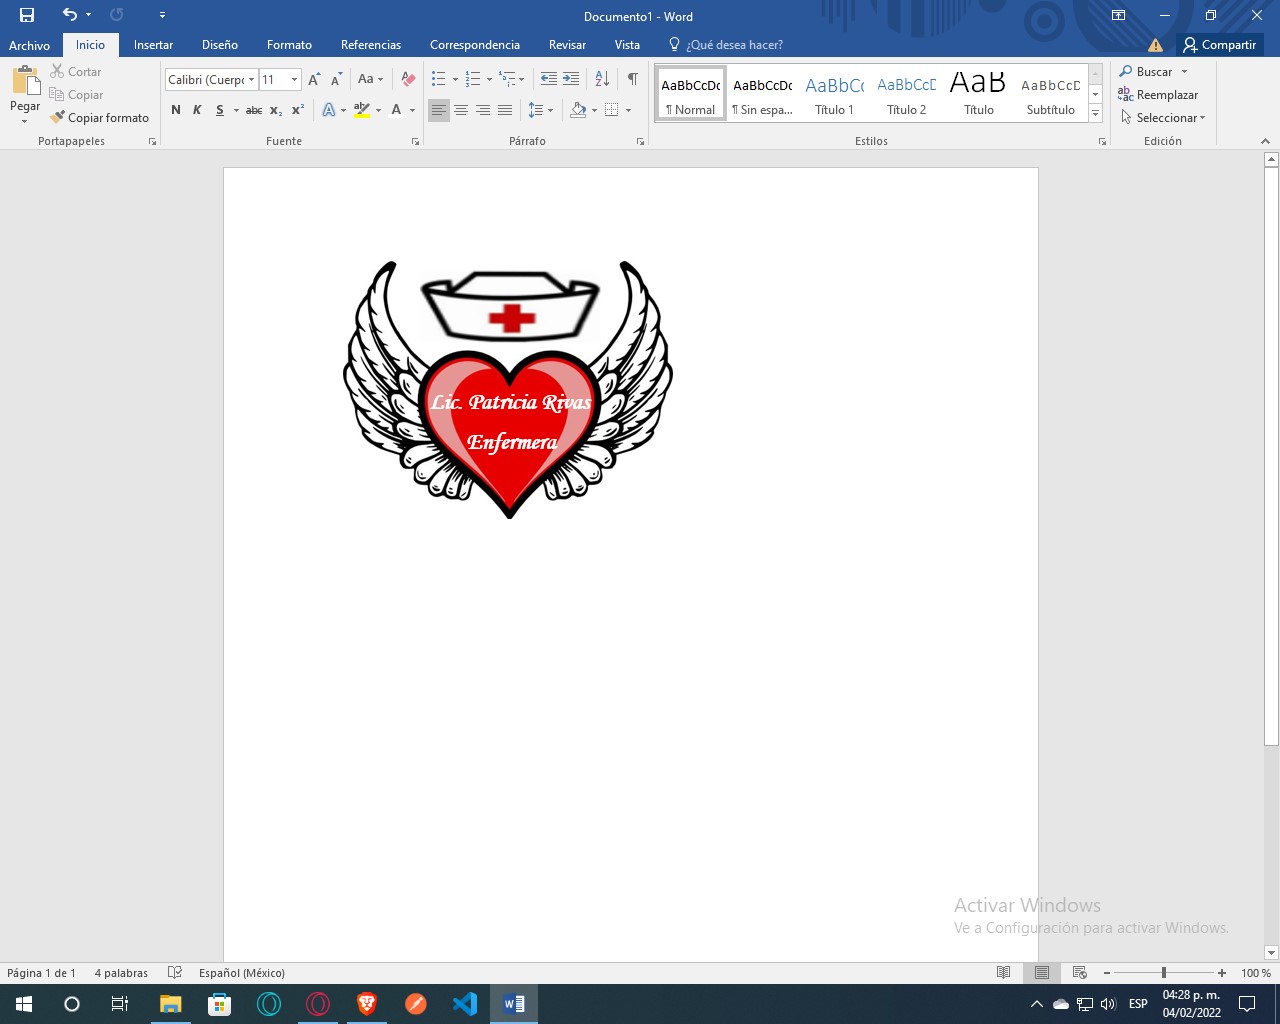 Documento1 - Word
Archivo Inicio Insertar Diseño Formato Referencias Correspondencia Revisar Vista ¿Qué desea hacer? Compartir
Pegar
Cortar
Copiar
Copiar formato
Portapapeles
Calibri (Cuerpo 11
A A Aa
N K S abc x₂ x² A ab A
Fuente
A Z ¶
Párrafo
AaBbCcDc AaBbCcDc AaBbCc AaBbCcD AaB AaBbCcD
¶ Normal ¶ Sin espa... Título 1 Título 2 Título Subtítulo
Estilos
Buscar
Reemplazar
Seleccionar
Edición
Lic. Patricia Rivas
Enfermera
Activar Windows
Ve a Configuración para activar Windows.
Página 1 de 1 4 palabras Español (México) 100 %
ESP
04:28 p. m.
04/02/2022